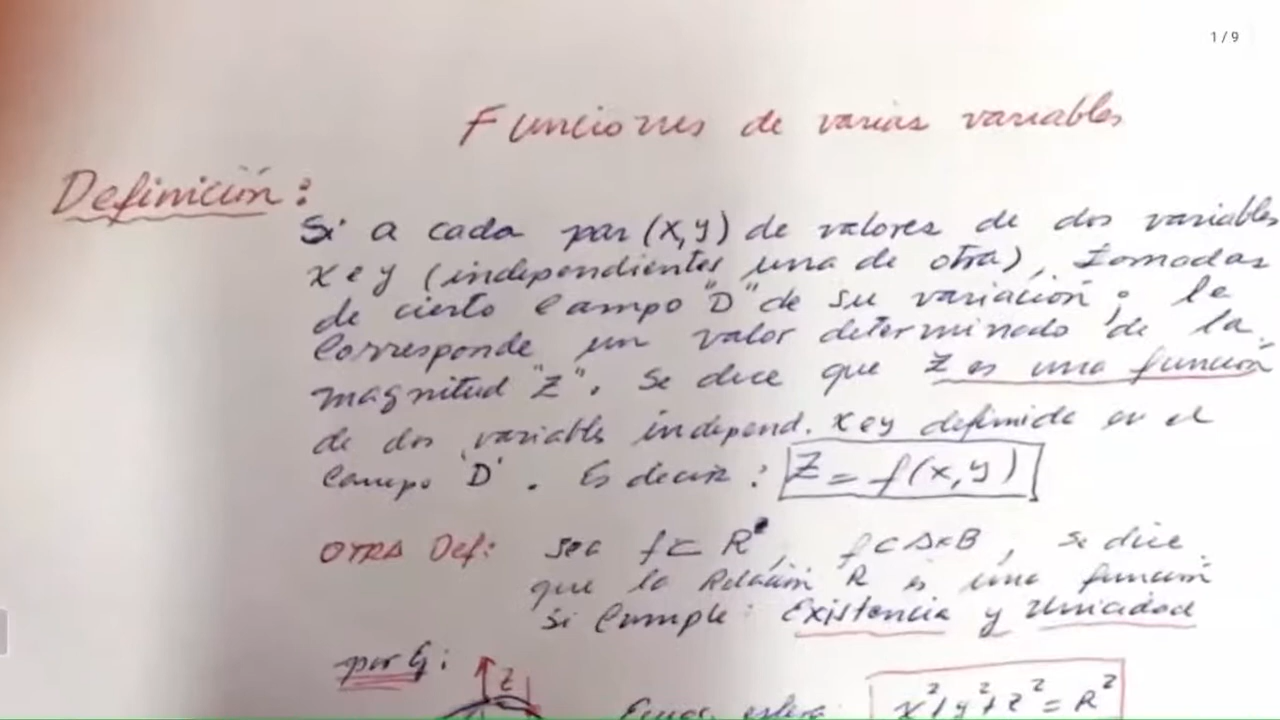 1 / 9
Funciones de varias variables
Definición:
Si a cada par (x,y) de valores de dos variables
x e y (independientes una de otra), tomadas
de cierto campo "D" de su variación; le
corresponde un valor determinado de la
magnitud "Z". Se dice que Z es una función
de dos variables independ. x e y definida en el
campo "D". Es decir: Z = f(x,y)
OTRA Def: sea f ⊂ R, f ⊂ AxB, se dice
que la Relación R es una función
si cumple: Existencia y Unicidad
por Ej:
Z
esfera x²+y²+z² = R²